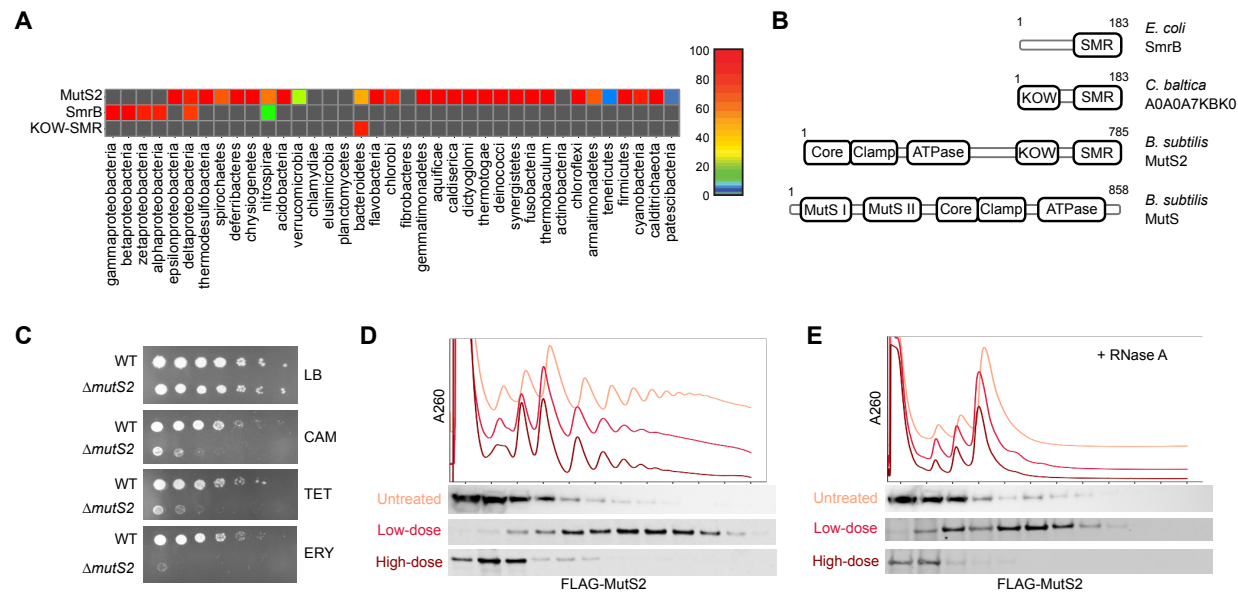 A
MutS2
SmrB
KOW-SMR
100
80
60
40
20
0
gammaproteobacteria
betaproteobacteria
zetaproteobacteria
alphaproteobacteria
epsilonproteobacteria
deltaproteobacteria
thermodesulfobacteria
spirochaetes
deferribacteres
chrysiogenetes
nitrospirae
acidobacteria
verrucomicrobia
chlamydiae
elusimicrobia
planctomycetes
bacteroidetes
flavobacteria
chlorobi
fibrobacteres
gemmatimonadetes
aquificae
caldiserica
dictyoglomi
thermotogae
deinococci
synergistetes
fusobacteria
thermobaculum
actinobacteria
chloroflexi
armatimonadetes
tenericutes
firmicutes
cyanobacteria
calditrichaeota
patescibacteria
B
1 183
SMR
E. coli
SmrB
1 183
KOW SMR
C. baltica
A0A0A7KBK0
1 785
Core Clamp ATPase KOW SMR
B. subtilis
MutS2
1 858
MutS I MutS II Core Clamp ATPase
B. subtilis
MutS
C
WT
ΔmutS2
LB
WT
ΔmutS2
CAM
WT
ΔmutS2
TET
WT
ΔmutS2
ERY
D
A260
Untreated
Low-dose
High-dose
FLAG-MutS2
E
+ RNase A
A260
Untreated
Low-dose
High-dose
FLAG-MutS2